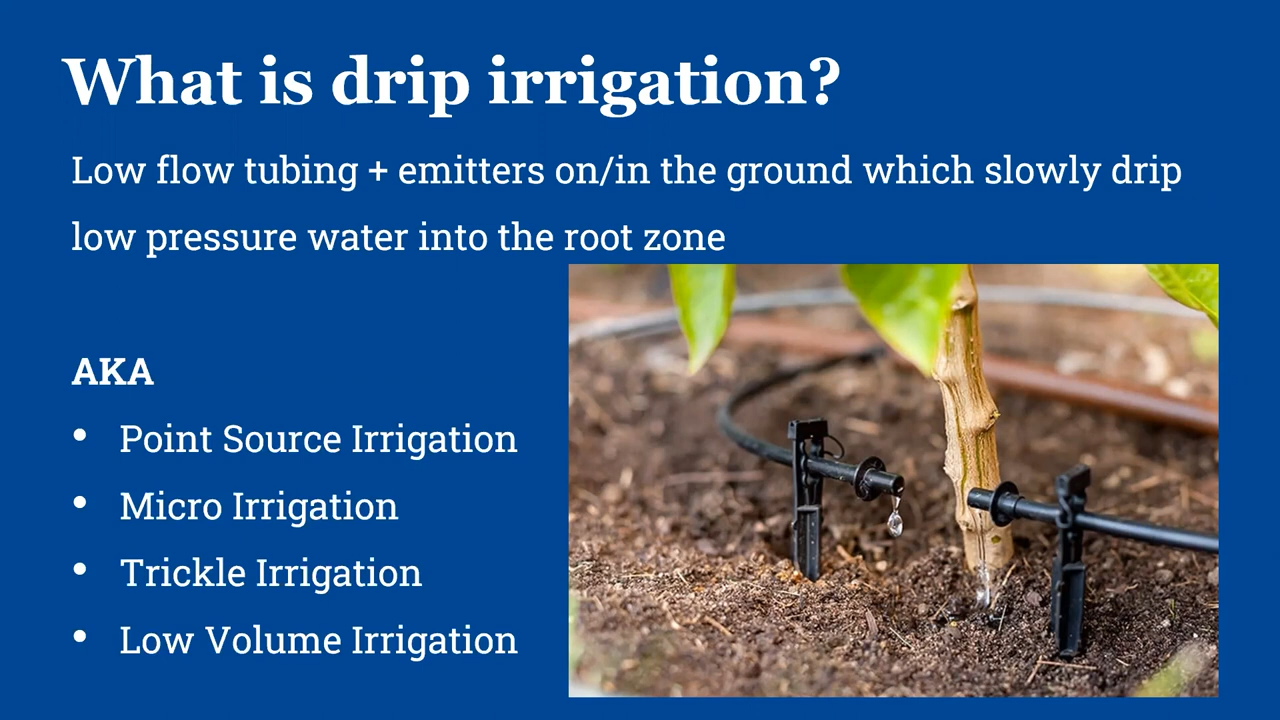 What is drip irrigation?
Low flow tubing + emitters on/in the ground which slowly drip
low pressure water into the root zone
AKA
• Point Source Irrigation
• Micro Irrigation
• Trickle Irrigation
• Low Volume Irrigation